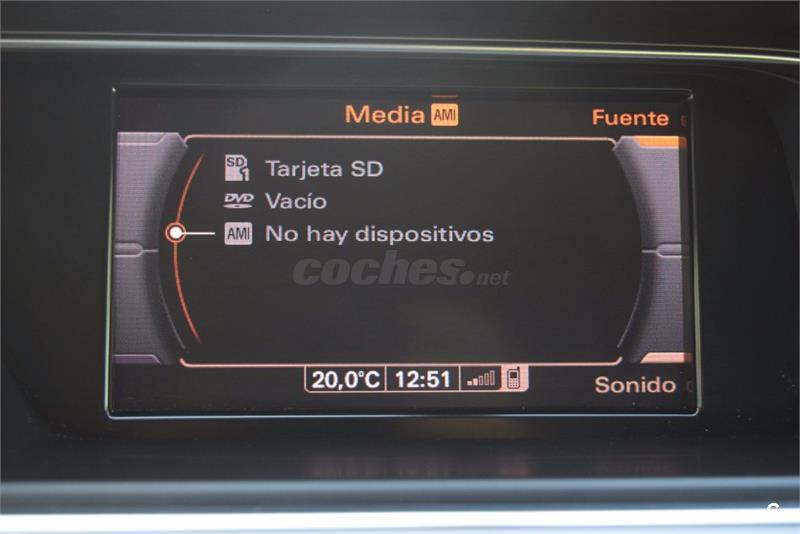 Media AMI
Fuente
SD 1 Tarjeta SD
DVD Vacío
AMI No hay dispositivos
coches.net
20,0°C 12:51
Sonido